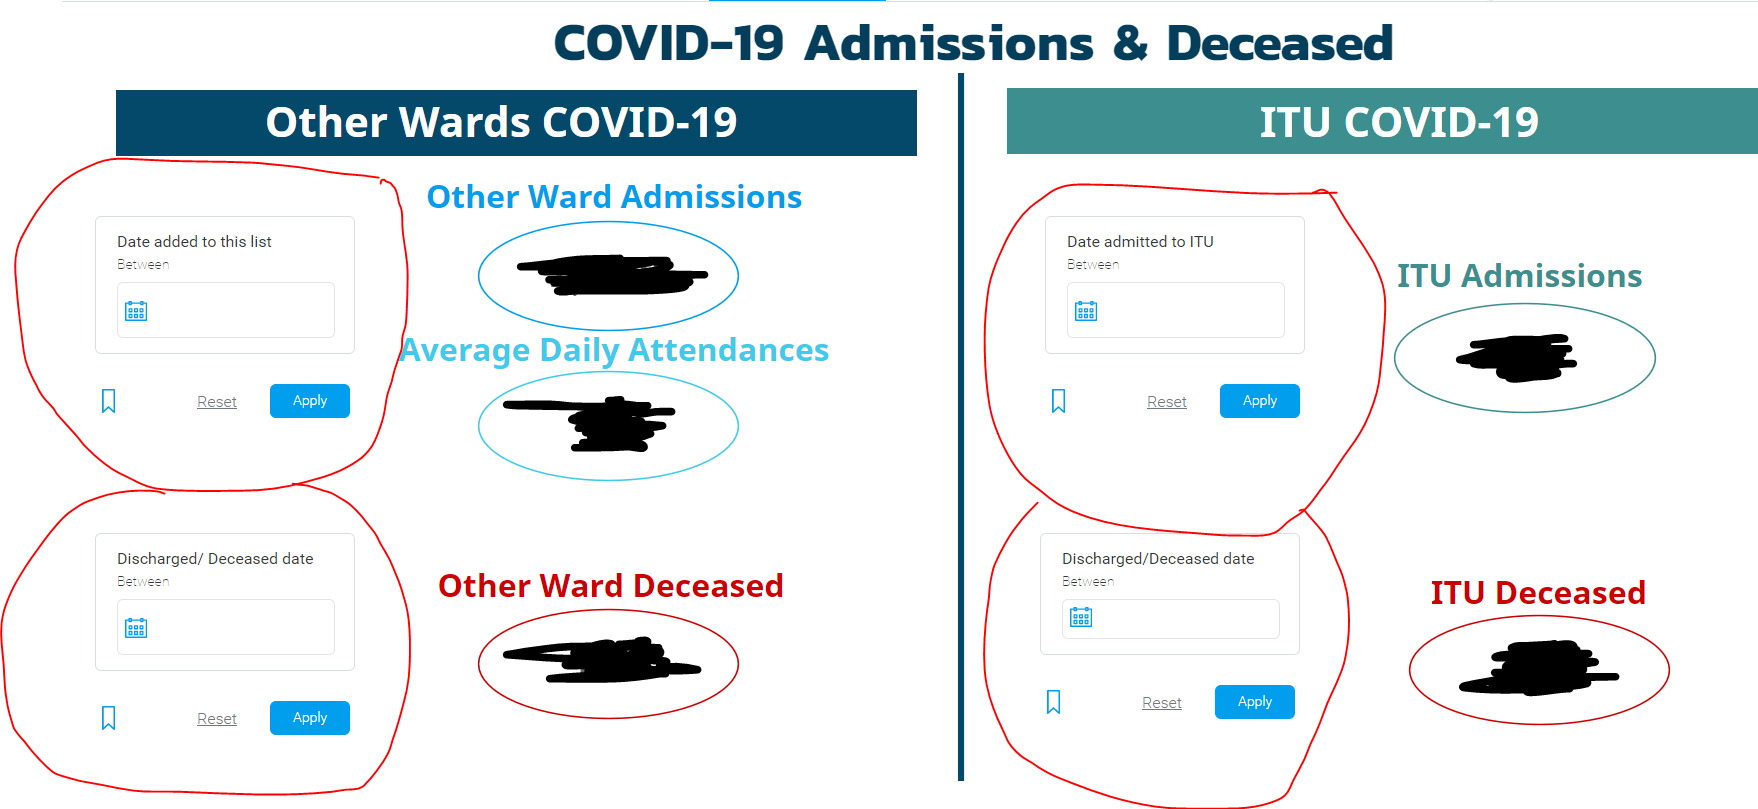 COVID-19 Admissions & Deceased
Other Wards COVID-19
Date added to this list
Between
Reset
Apply
Other Ward Admissions
Average Daily Attendances
Discharged/ Deceased date
Between
Reset
Apply
Other Ward Deceased
ITU COVID-19
Date admitted to ITU
Between
Reset
Apply
ITU Admissions
Discharged/Deceased date
Between
Reset
Apply
ITU Deceased